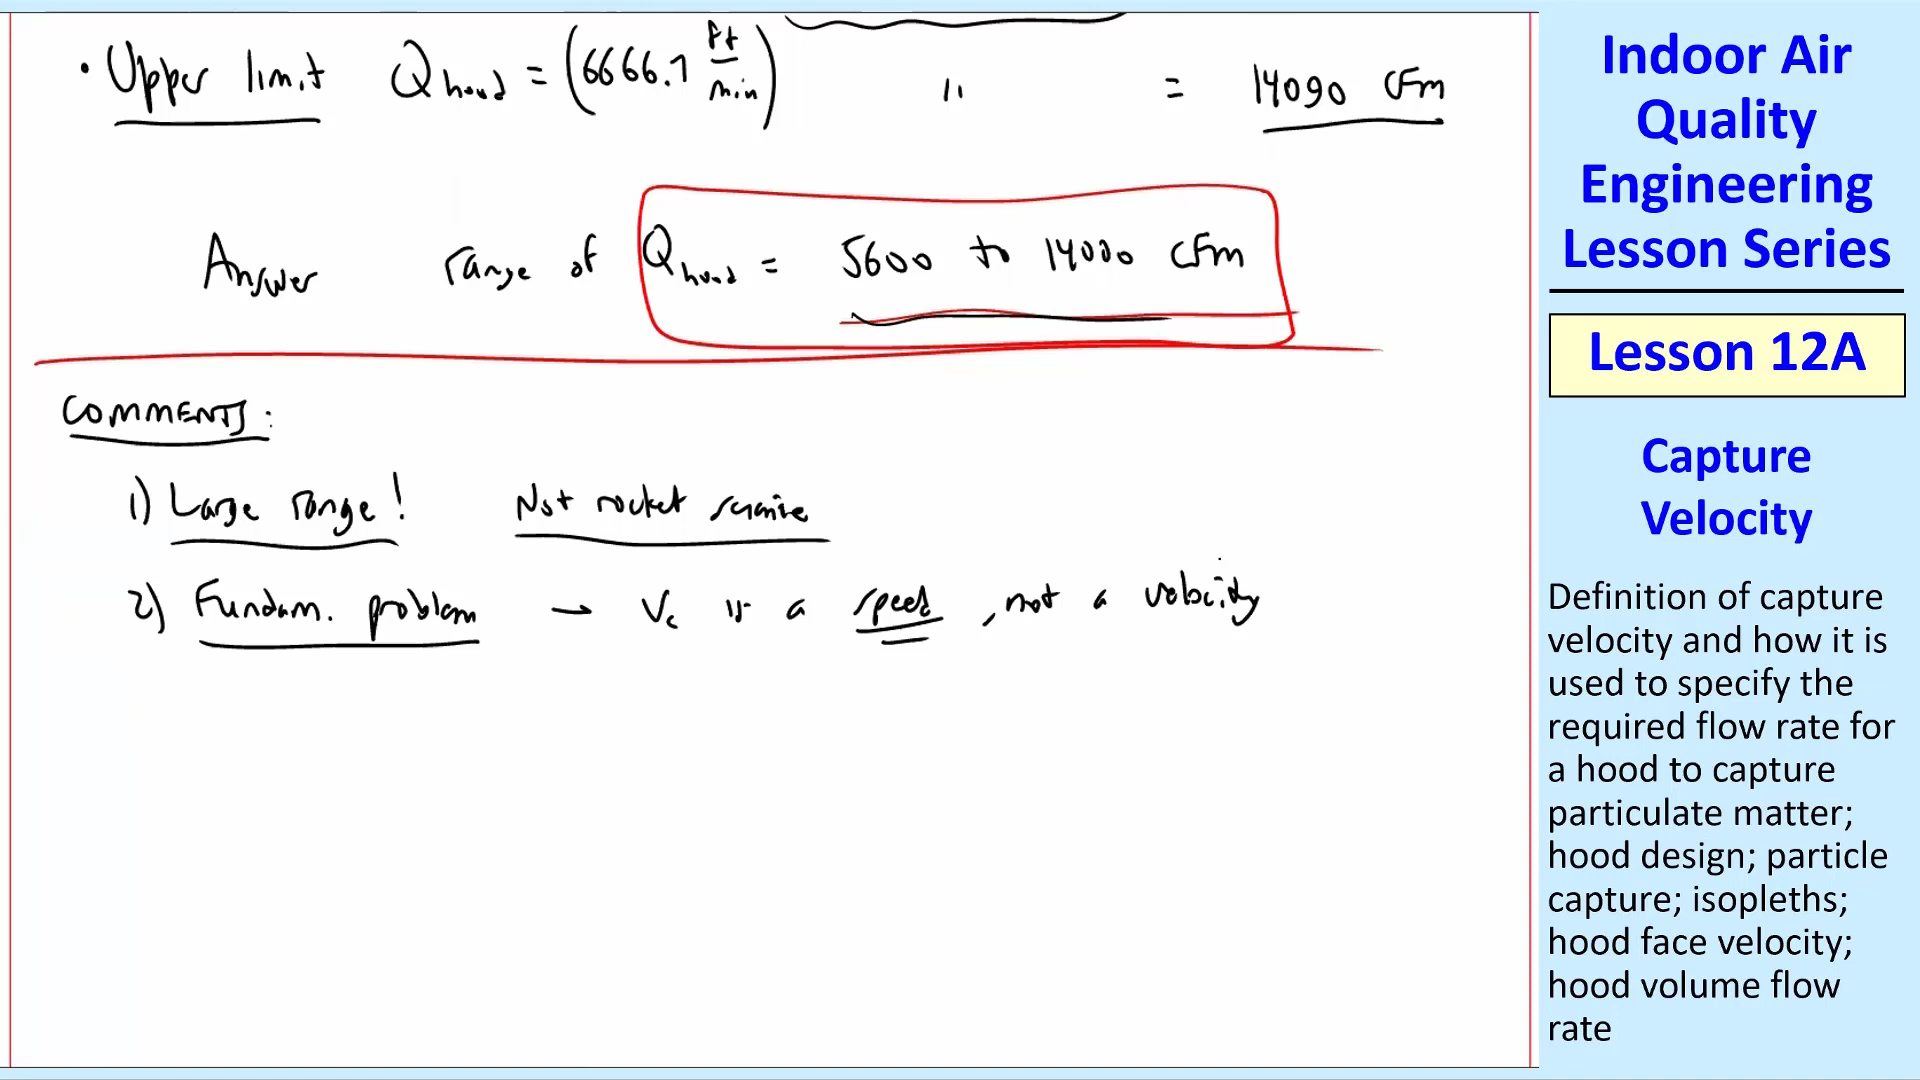 • Upper limit Qhood = (6666.7 ft/min) " = 14090 cfm
Answer range of Qhood = 5600 to 14000 cfm
COMMENTS:
1) Large range! Not rocket science
2) Fundam. problem → Vc is a speed, not a velocity
Indoor Air
Quality
Engineering
Lesson Series
Lesson 12A
Capture
Velocity
Definition of capture
velocity and how it is
used to specify the
required flow rate for
a hood to capture
particulate matter;
hood design; particle
capture; isopleths;
hood face velocity;
hood volume flow
rate